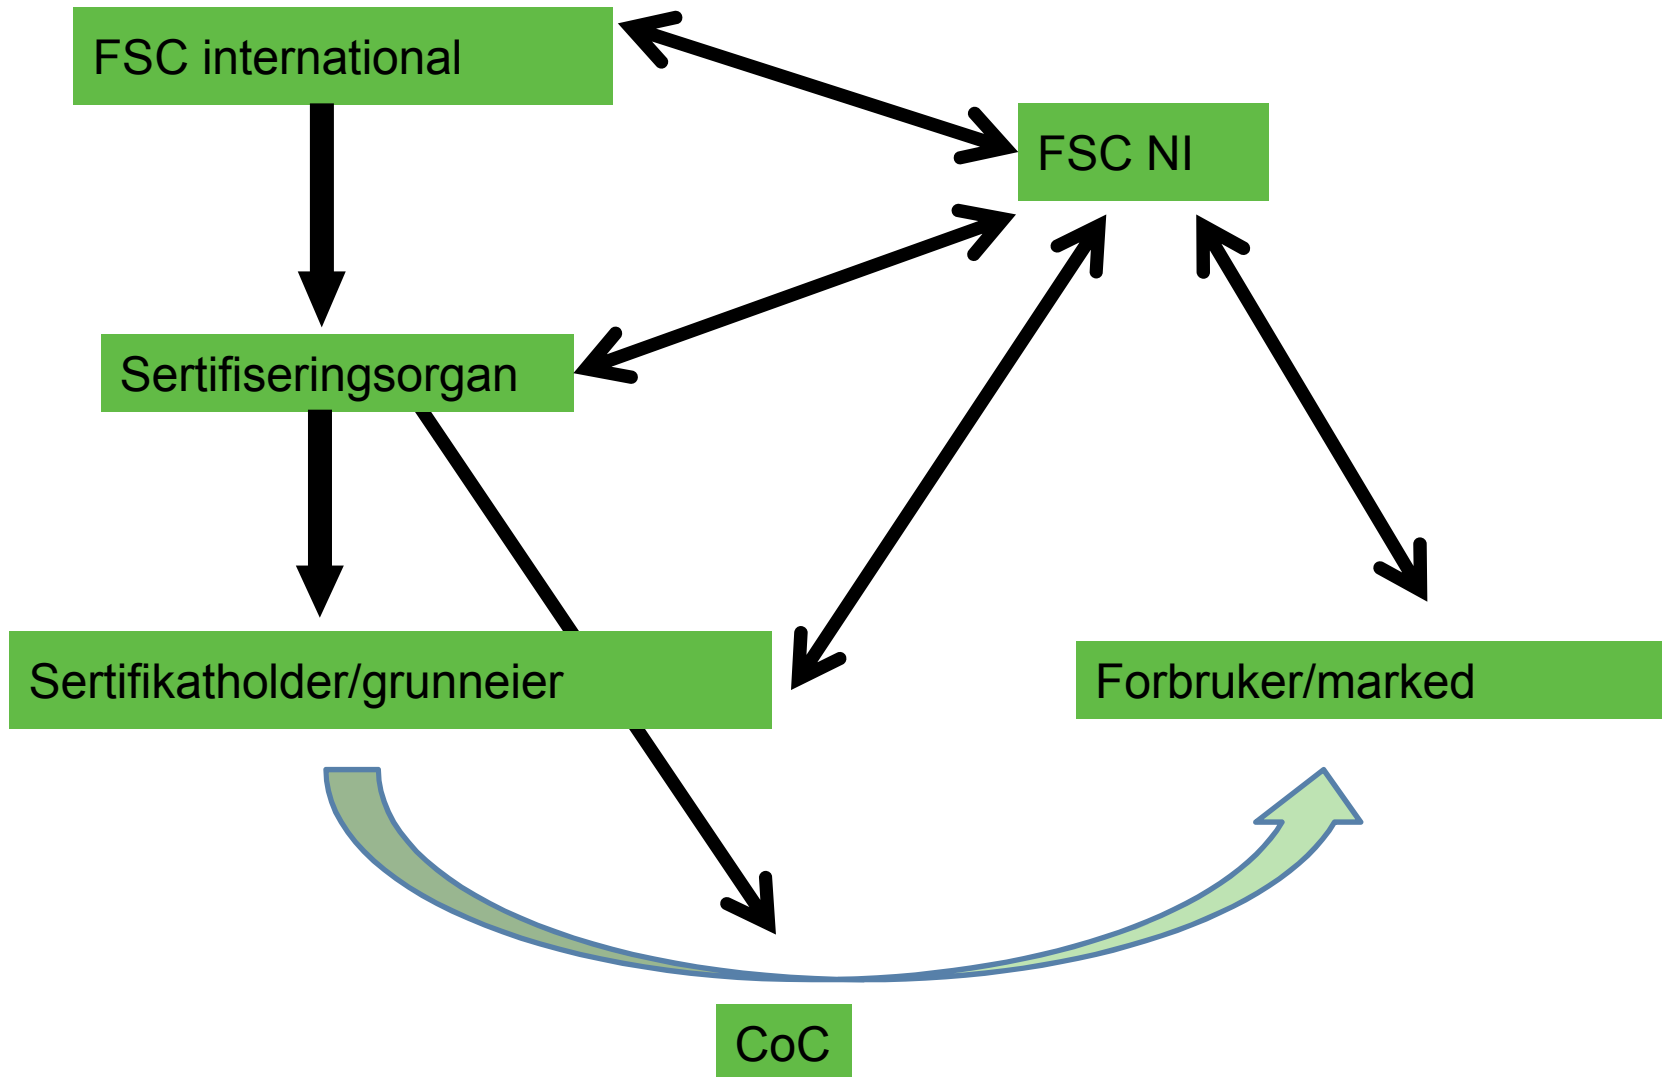 FSC international
FSC NI
Sertifiseringsorgan
Sertifikatholder/grunneier
Forbruker/marked
CoC